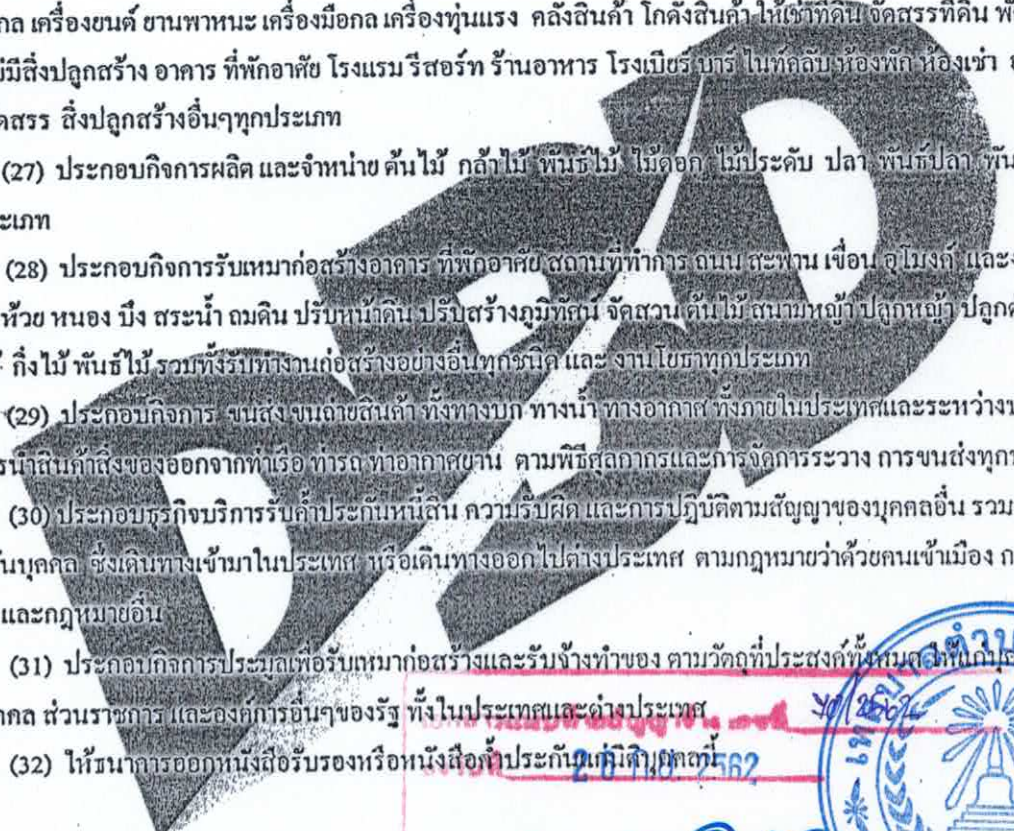 กล เครื่องยนต์ ยานพาหนะ เครื่องมือกล เครื่องทุ่นแรง คลังสินค้า โกดังสินค้า ให้เช่าที่ดิน จัดสรรที่ดิน
มีสิ่งปลูกสร้าง อาคาร ที่พักอาศัย โรงแรม รีสอร์ท ร้านอาหาร โรงเบียร์ บาร์ ไนท์คลับ ห้องพัก ห้องเช่า
ดสรร สิ่งปลูกสร้างอื่นๆทุกประเภท
(27) ประกอบกิจการผลิต และจำหน่าย ต้นไม้ กล้าไม้ พันธ์ไม้ ไม้ดอก ไม้ประดับ ปลา พันธ์ปลา พัน
ะเภท
(28) ประกอบกิจการรับเหมาก่อสร้างอาคาร ที่พักอาศัย สถานที่ทำการ ถนน สะพาน เขื่อน อุโมงค์ และง
ห้วย หนอง บึง สระน้ำ ถมดิน ปรับหน้าดิน ปรับสร้างภูมิทัศน์ จัดสวน ต้นไม้ สนามหญ้า ปลูกหญ้า ปลูกต
กิ่งไม้ พันธ์ไม้ รวมทั้งรับทำงานก่อสร้างอย่างอื่นทุกชนิด และ งานโยธาทุกประเภท
(29) ประกอบกิจการ ขนส่ง ขนถ่ายสินค้า ทั้งทางบก ทางน้ำ ทางอากาศ ทั้งภายในประเทศและระหว่างป
รนำสินค้าสิ่งของออกจากท่าเรือ ท่ารถ ท่าอากาศยาน ตามพิธีศุลกากรและการจัดการระวาง การขนส่งทุกป
(30) ประกอบธุรกิจบริการรับค้ำประกันหนี้สิน ความรับผิด และการปฏิบัติตามสัญญาของบุคคลอื่น รวม
ันบุคคล ซึ่งเดินทางเข้ามาในประเทศ หรือเดินทางออกไปต่างประเทศ ตามกฎหมายว่าด้วยคนเข้าเมือง ก
และกฎหมายอื่น
(31) ประกอบกิจการประมูลเพื่อรับเหมาก่อสร้างและรับจ้างทำของ ตามวัตถุที่ประสงค์ทั้งหมด ให้แก่บุค
าคล ส่วนราชการ และองค์การอื่นๆของรัฐ ทั้งในประเทศและต่างประเทศ
(32) ให้ธนาคารออกหนังสือรับรองหรือหนังสือค้ำประกันแก่นิติบุคคลนี้
2562
DBD